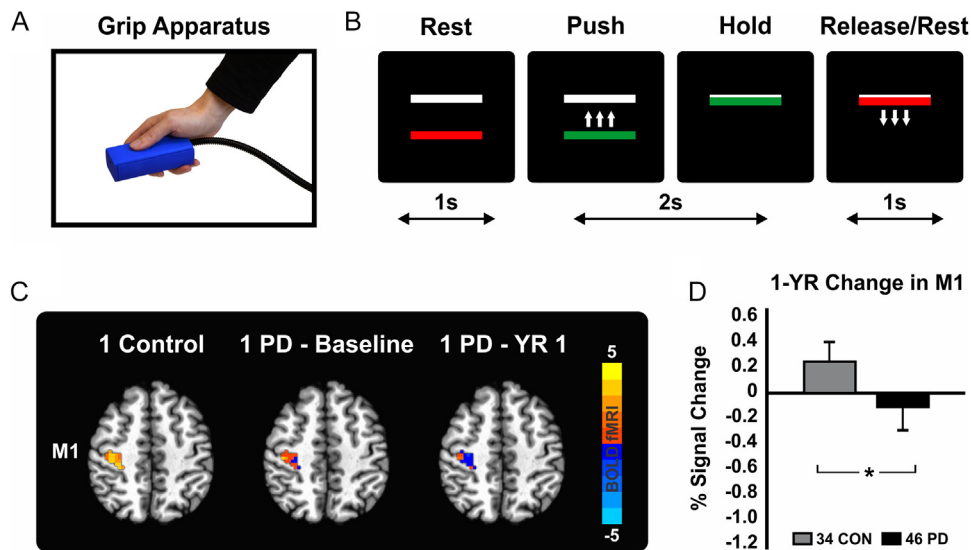 A
Grip Apparatus
B
Rest
Push
Hold
Release/Rest
1s
2s
1s
C
1 Control
1 PD - Baseline
1 PD - YR 1
M1
5
BOLD fMRI
-5
D
1-YR Change in M1
% Signal Change
0.6
0.4
0.2
0
-0.2
-0.4
-0.6
-0.8
-1.0
-1.2
*
34 CON
46 PD